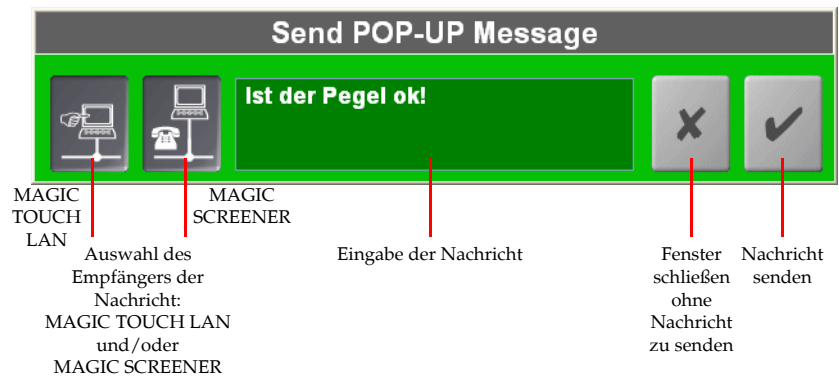 Send POP-UP Message
Ist der Pegel ok!
MAGIC
TOUCH
LAN
MAGIC
SCREENER
Auswahl des
Empfängers der
Nachricht:
MAGIC TOUCH LAN
und/oder
MAGIC SCREENER
Eingabe der Nachricht
Fenster
schließen
ohne
Nachricht
zu senden
Nachricht
senden